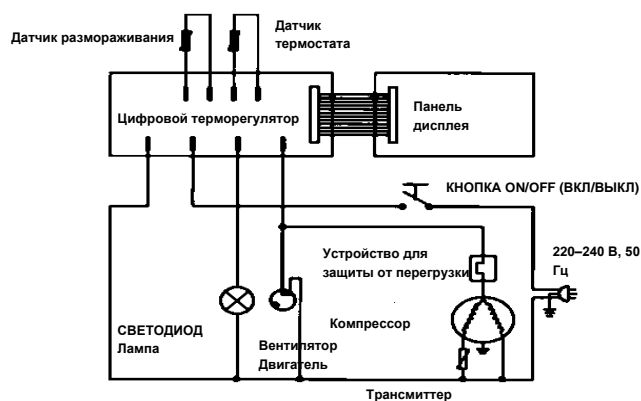 Датчик размораживания
Датчик
термостата
Цифровой терморегулятор
Панель
дисплея
КНОПКА ON/OFF (ВКЛ/ВЫКЛ)
Устройство для
защиты от перегрузки
220–240 В, 50
Гц
СВЕТОДИОД
Лампа
Вентилятор
Двигатель
Компрессор
Трансмиттер